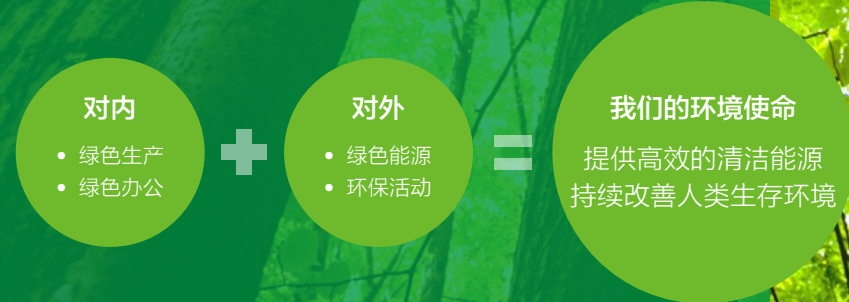 对内
• 绿色生产
• 绿色办公
对外
• 绿色能源
• 环保活动
我们的环境使命
提供高效的清洁能源
持续改善人类生存环境